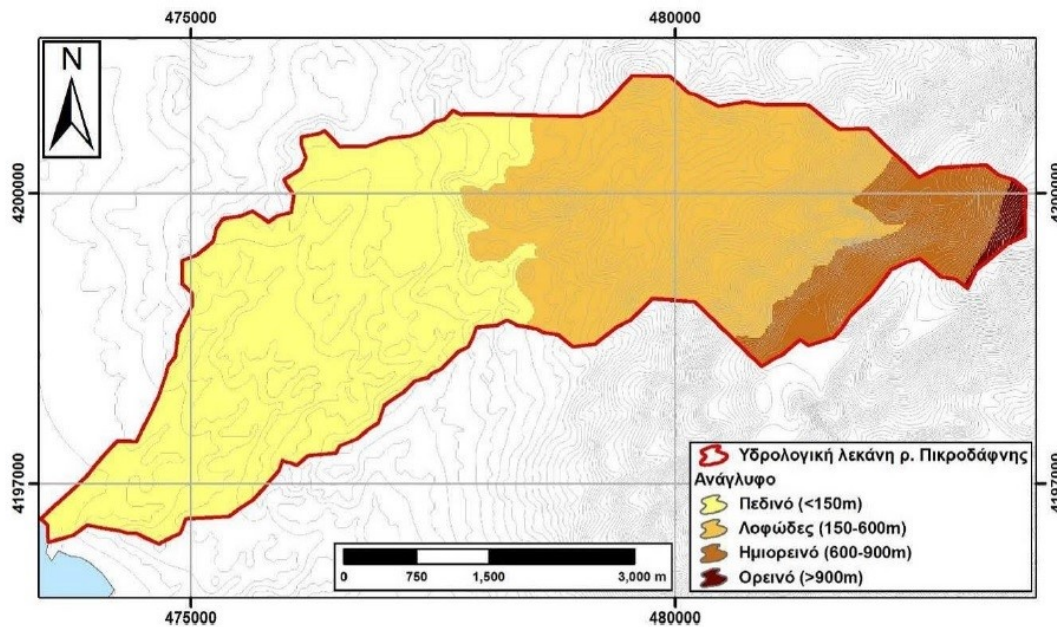 475000 480000
N
4200000 4200000
4197000 4197000
Υδρολογική λεκάνη ρ. Πικροδάφνης
Ανάγλυφο
Πεδινό (<150m)
Λοφώδες (150-600m)
Ημιορεινό (600-900m)
Ορεινό (>900m)
0 750 1,500 3,000 m
475000 480000